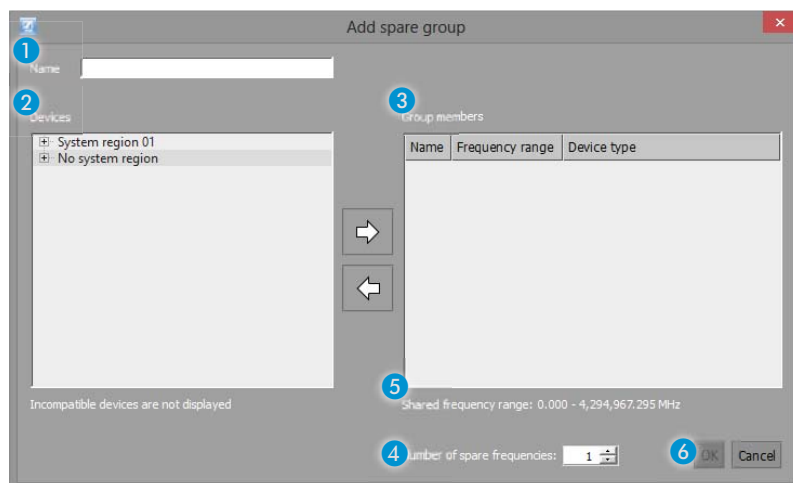 Add spare group
1
Name
2
Devices
3
Group members
System region 01
No system region
Name Frequency range Device type
5
Incompatible devices are not displayed
Shared frequency range: 0.000 - 4,294,967.295 MHz
4
Number of spare frequencies: 1
6
OK Cancel